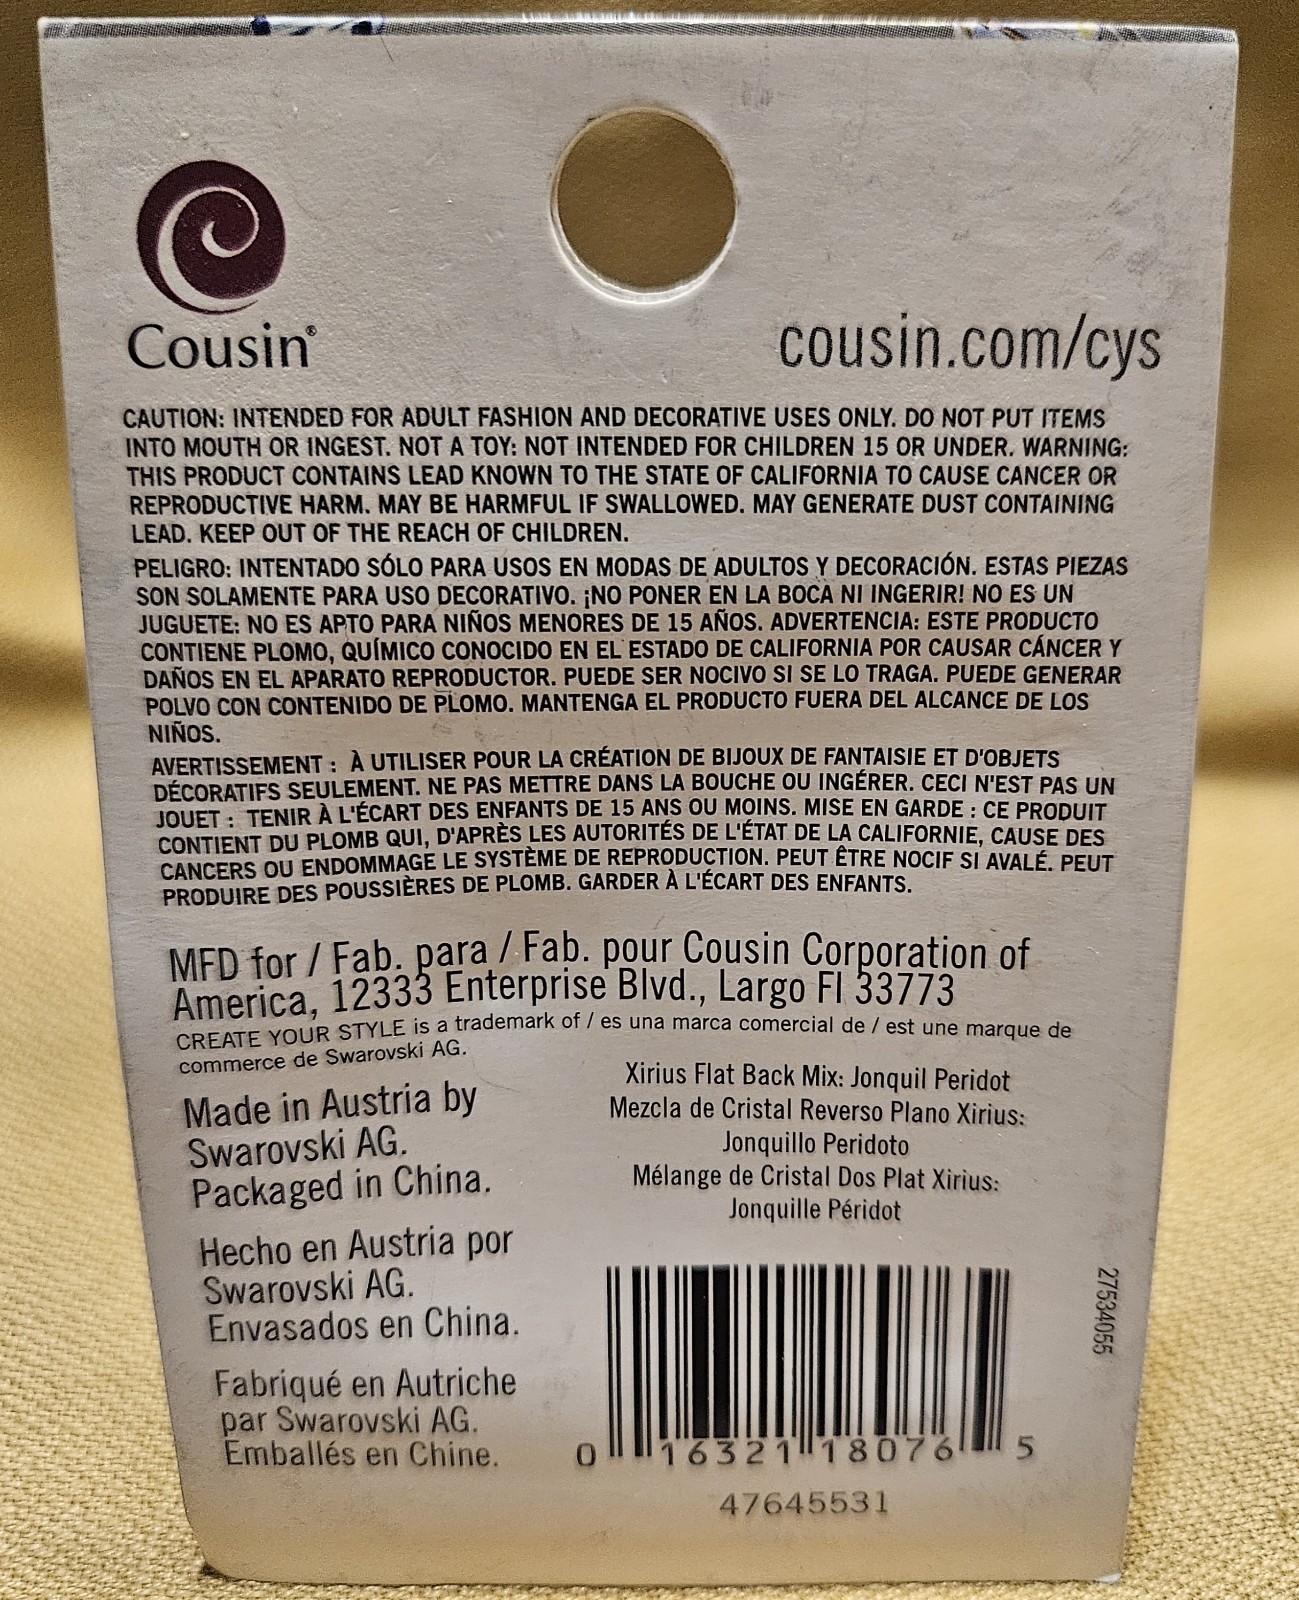 Cousin®
cousin.com/cys
CAUTION: INTENDED FOR ADULT FASHION AND DECORATIVE USES ONLY. DO NOT PUT ITEMS
INTO MOUTH OR INGEST. NOT A TOY: NOT INTENDED FOR CHILDREN 15 OR UNDER. WARNING:
THIS PRODUCT CONTAINS LEAD KNOWN TO THE STATE OF CALIFORNIA TO CAUSE CANCER OR
REPRODUCTIVE HARM. MAY BE HARMFUL IF SWALLOWED. MAY GENERATE DUST CONTAINING
LEAD. KEEP OUT OF THE REACH OF CHILDREN.
PELIGRO: INTENTADO SÓLO PARA USOS EN MODAS DE ADULTOS Y DECORACIÓN. ESTAS PIEZAS
SON SOLAMENTE PARA USO DECORATIVO. ¡NO PONER EN LA BOCA NI INGERIR! NO ES UN
JUGUETE: NO ES APTO PARA NIÑOS MENORES DE 15 AÑOS. ADVERTENCIA: ESTE PRODUCTO
CONTIENE PLOMO, QUÍMICO CONOCIDO EN EL ESTADO DE CALIFORNIA POR CAUSAR CÁNCER Y
DAÑOS EN EL APARATO REPRODUCTOR. PUEDE SER NOCIVO SI SE LO TRAGA. PUEDE GENERAR
POLVO CON CONTENIDO DE PLOMO. MANTENGA EL PRODUCTO FUERA DEL ALCANCE DE LOS
NIÑOS.
AVERTISSEMENT : À UTILISER POUR LA CRÉATION DE BIJOUX DE FANTAISIE ET D'OBJETS
DÉCORATIFS SEULEMENT. NE PAS METTRE DANS LA BOUCHE OU INGÉRER. CECI N'EST PAS UN
JOUET : TENIR À L'ÉCART DES ENFANTS DE 15 ANS OU MOINS. MISE EN GARDE : CE PRODUIT
CONTIENT DU PLOMB QUI, D'APRÈS LES AUTORITÉS DE L'ÉTAT DE LA CALIFORNIE, CAUSE DES
CANCERS OU ENDOMMAGE LE SYSTÈME DE REPRODUCTION. PEUT ÊTRE NOCIF SI AVALÉ. PEUT
PRODUIRE DES POUSSIÈRES DE PLOMB. GARDER À L'ÉCART DES ENFANTS.
MFD for / Fab. para / Fab. pour Cousin Corporation of
America, 12333 Enterprise Blvd., Largo Fl 33773
CREATE YOUR STYLE is a trademark of / es una marca comercial de / est une marque de
commerce de Swarovski AG.
Made in Austria by
Swarovski AG.
Packaged in China.
Hecho en Austria por
Swarovski AG.
Envasados en China.
Fabriqué en Autriche
par Swarovski AG.
Emballés en Chine.
Xirius Flat Back Mix: Jonquil Peridot
Mezcla de Cristal Reverso Plano Xirius:
Jonquillo Peridoto
Mélange de Cristal Dos Plat Xirius:
Jonquille Péridot
27534055
0 16321 18076 5
47645531